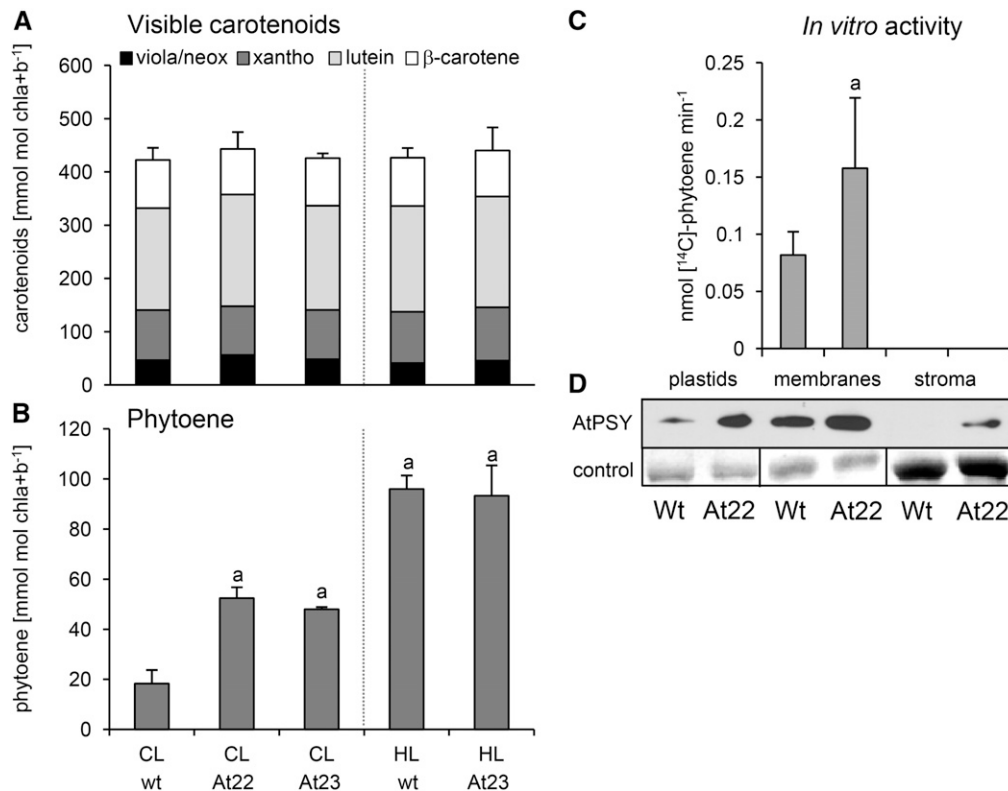 A
Visible carotenoids
viola/neox xantho lutein β-carotene
carotenoids [mmol mol chla+b-1]
600
500
400
300
200
100
0
B
Phytoene
phytoene [mmol mol chla+b-1]
120
100
80
60
40
20
0
a
a
a
a
CL CL CL HL HL
wt At22 At23 wt At23
C
In vitro activity
nmol [14C]-phytoene min-1
0.25
0.2
0.15
0.1
0.05
0
a
D
plastids membranes stroma
AtPSY
control
Wt At22 Wt At22 Wt At22